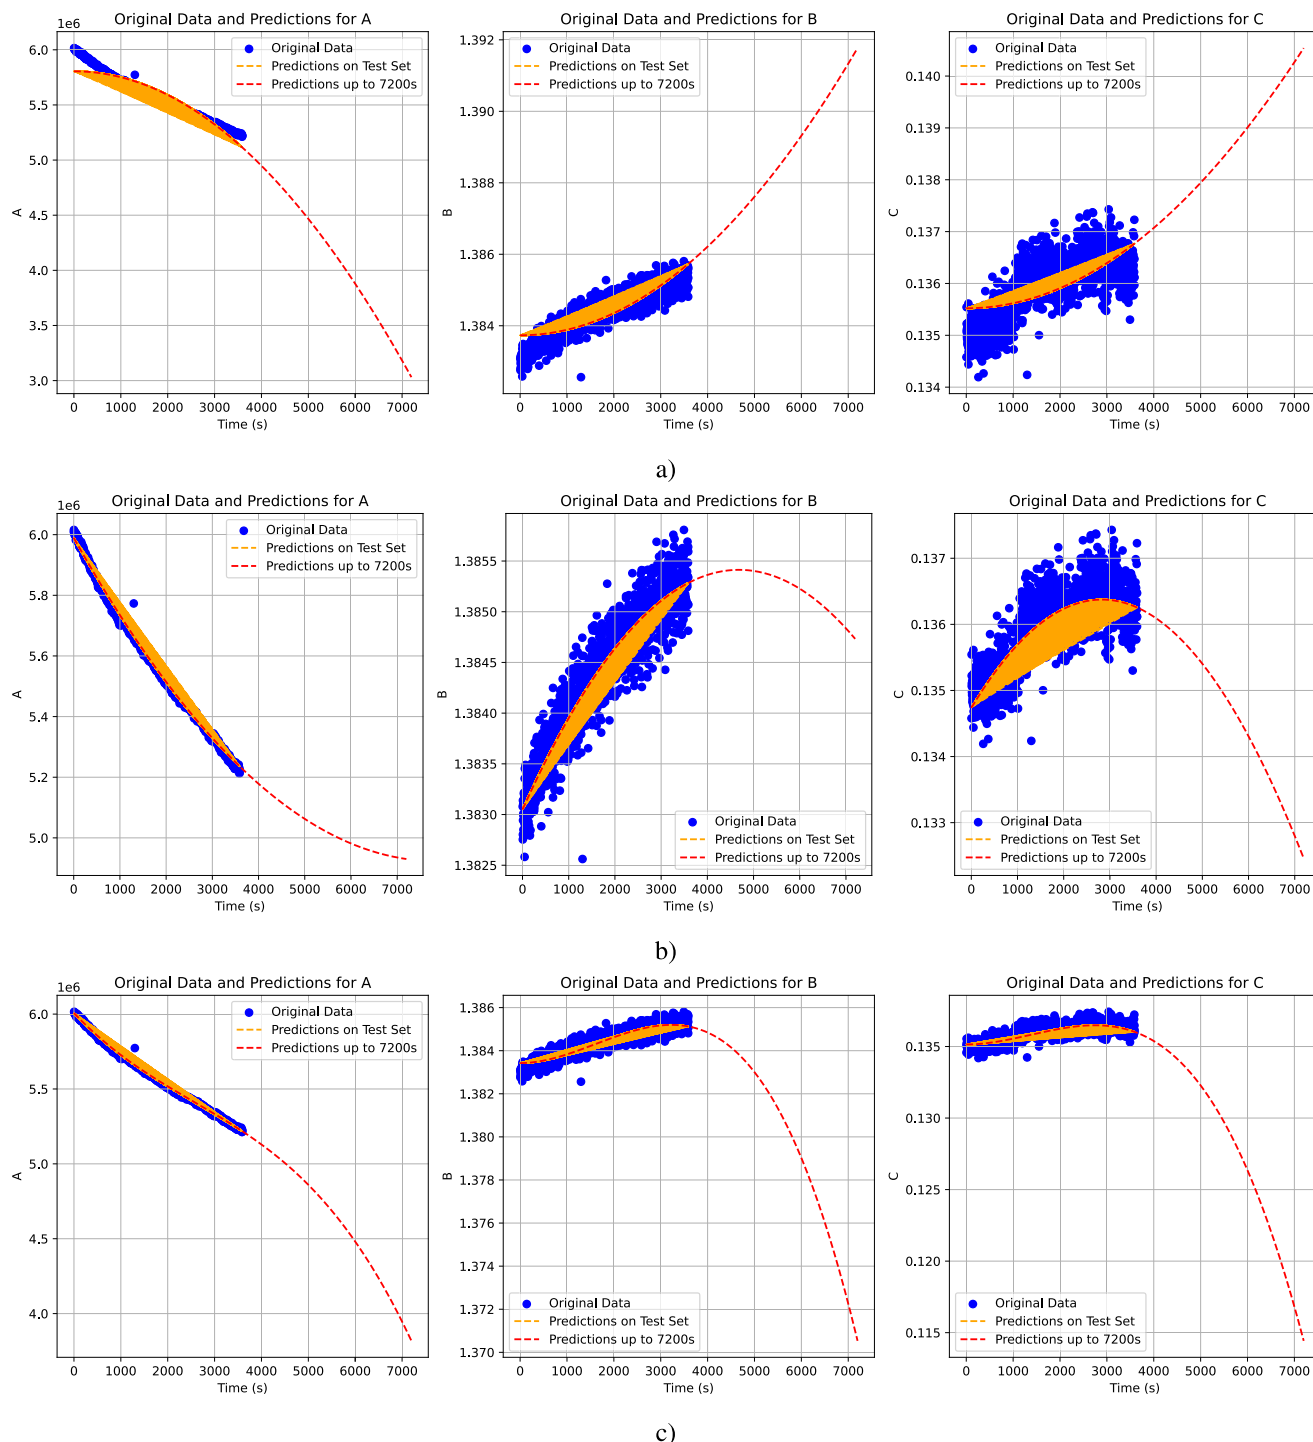 Original Data and Predictions for A
1e6
6.0
5.5
5.0
4.5
4.0
3.5
3.0
A
0 1000 2000 3000 4000 5000 6000 7000
Time (s)
Original Data
Predictions on Test Set
Predictions up to 7200s
Original Data and Predictions for B
1.392
1.390
1.388
1.386
1.384
B
0 1000 2000 3000 4000 5000 6000 7000
Time (s)
Original Data
Predictions on Test Set
Predictions up to 7200s
Original Data and Predictions for C
0.140
0.139
0.138
0.137
0.136
0.135
0.134
C
0 1000 2000 3000 4000 5000 6000 7000
Time (s)
Original Data
Predictions on Test Set
Predictions up to 7200s
a)
Original Data and Predictions for A
1e6
6.0
5.8
5.6
5.4
5.2
5.0
A
0 1000 2000 3000 4000 5000 6000 7000
Time (s)
Original Data
Predictions on Test Set
Predictions up to 7200s
Original Data and Predictions for B
1.3855
1.3850
1.3845
1.3840
1.3835
1.3830
1.3825
B
0 1000 2000 3000 4000 5000 6000 7000
Time (s)
Original Data
Predictions on Test Set
Predictions up to 7200s
Original Data and Predictions for C
0.137
0.136
0.135
0.134
0.133
C
0 1000 2000 3000 4000 5000 6000 7000
Time (s)
Original Data
Predictions on Test Set
Predictions up to 7200s
b)
Original Data and Predictions for A
1e6
6.0
5.5
5.0
4.5
4.0
A
0 1000 2000 3000 4000 5000 6000 7000
Time (s)
Original Data
Predictions on Test Set
Predictions up to 7200s
Original Data and Predictions for B
1.386
1.384
1.382
1.380
1.378
1.376
1.374
1.372
1.370
B
0 1000 2000 3000 4000 5000 6000 7000
Time (s)
Original Data
Predictions on Test Set
Predictions up to 7200s
Original Data and Predictions for C
0.135
0.130
0.125
0.120
0.115
C
0 1000 2000 3000 4000 5000 6000 7000
Time (s)
Original Data
Predictions on Test Set
Predictions up to 7200s
c)